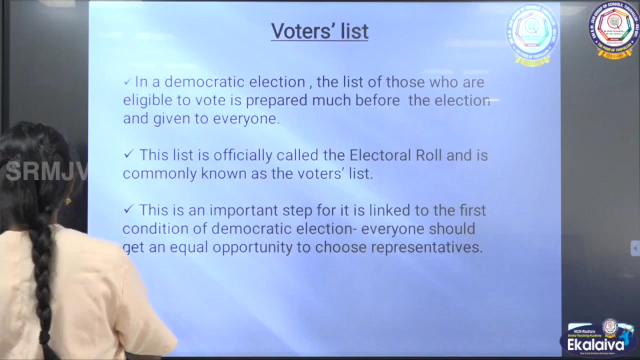 Voters’ list
✓ In a democratic election , the list of those who are
eligible to vote is prepared much before the election
and given to everyone.
✓ This list is officially called the Electoral Roll and is
commonly known as the voters’ list.
✓ This is an important step for it is linked to the first
condition of democratic election- everyone should
get an equal opportunity to choose representatives.
SRMJV
Ekalaiva